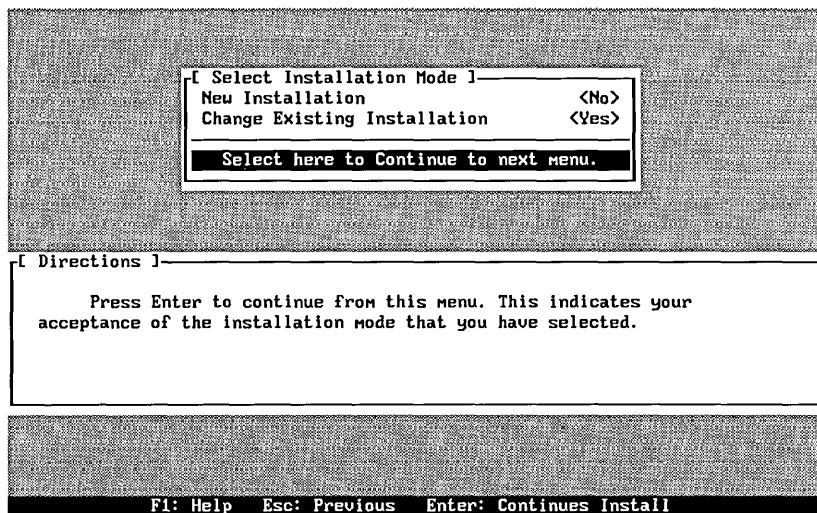 [ Select Installation Mode ]
New Installation <No>
Change Existing Installation <Yes>
Select here to Continue to next menu.
[ Directions ]
Press Enter to continue from this menu. This indicates your
acceptance of the installation mode that you have selected.
F1: Help Esc: Previous Enter: Continues Install